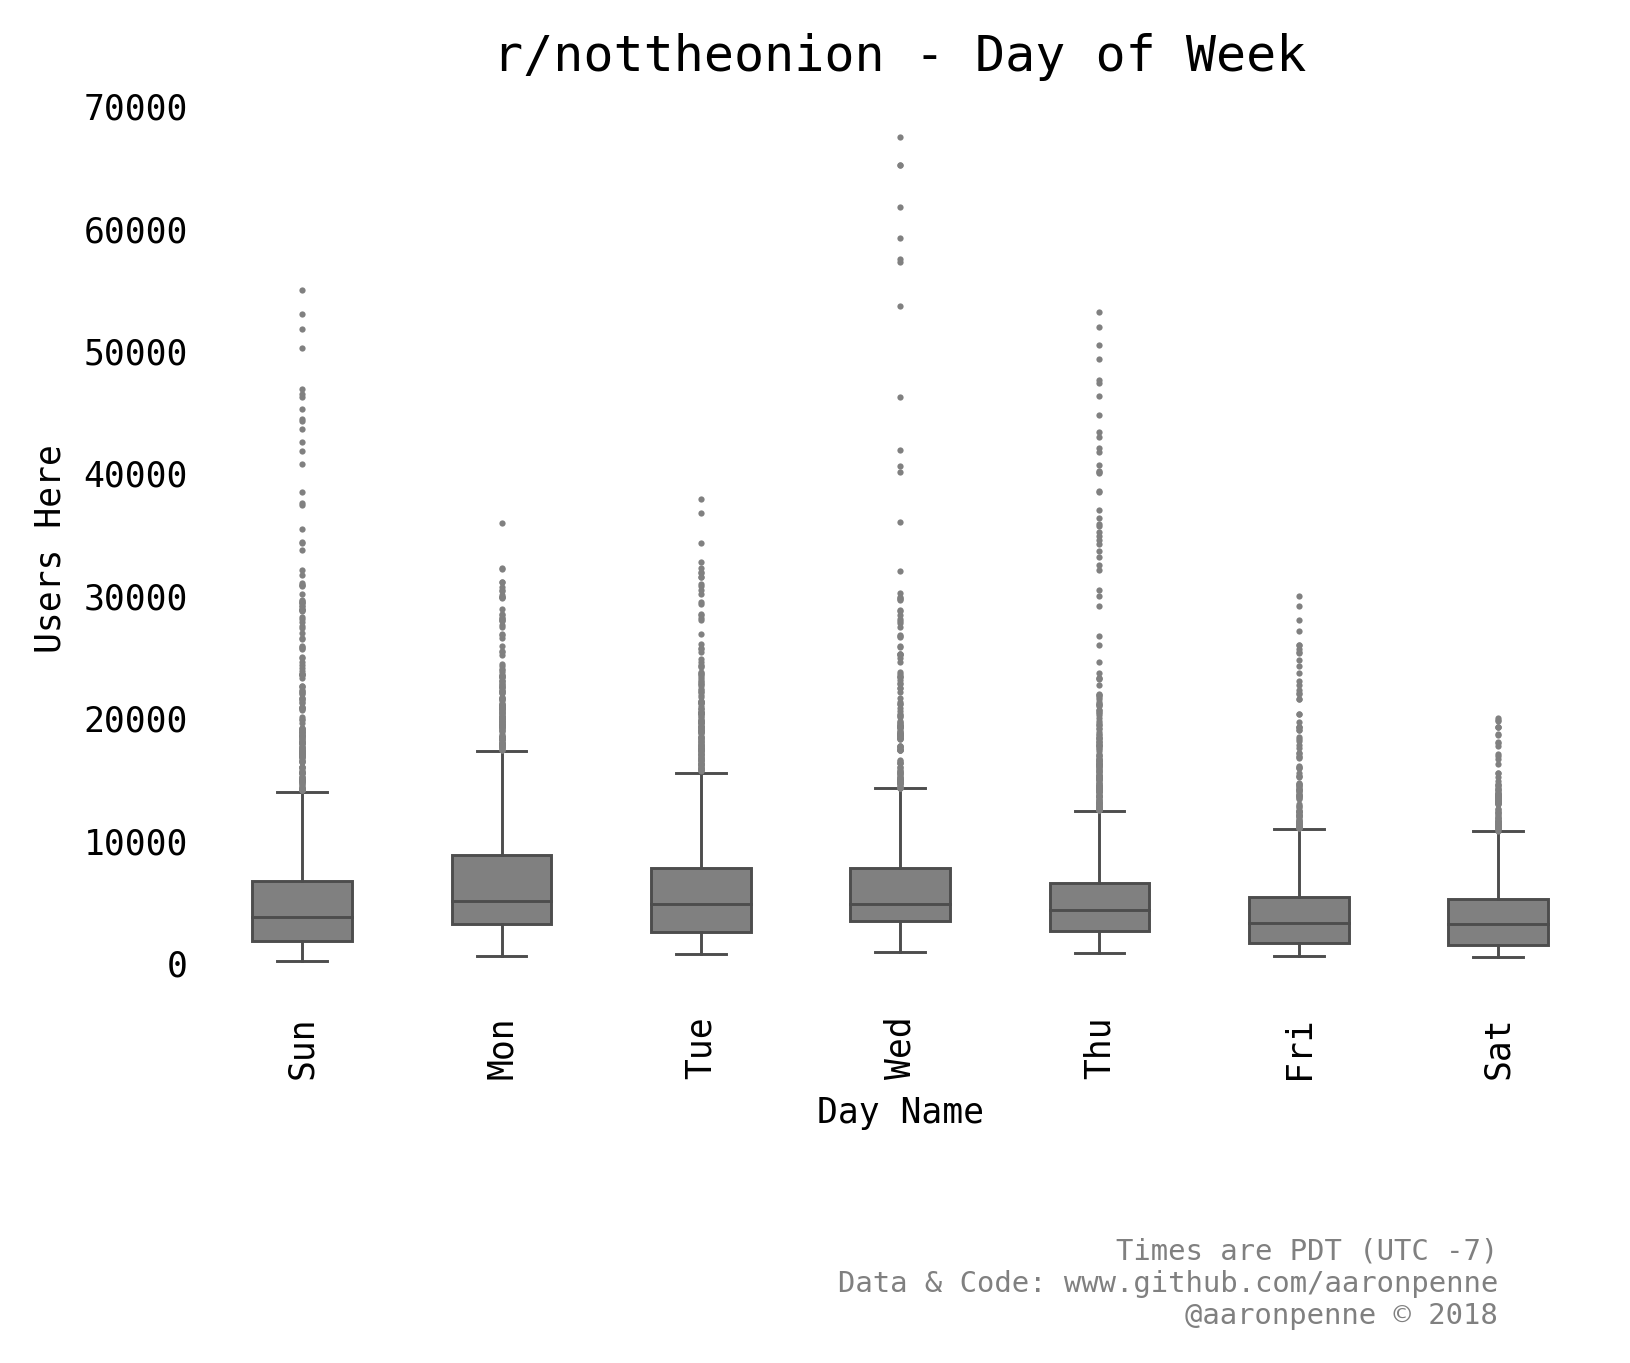 r/nottheonion - Day of Week
70000
60000
50000
40000
30000
20000
10000
0
Users Here
Sun
Mon
Tue
Wed
Thu
Fri
Sat
Day Name
Times are PDT (UTC -7)
Data & Code: www.github.com/aaronpenne
@aaronpenne © 2018